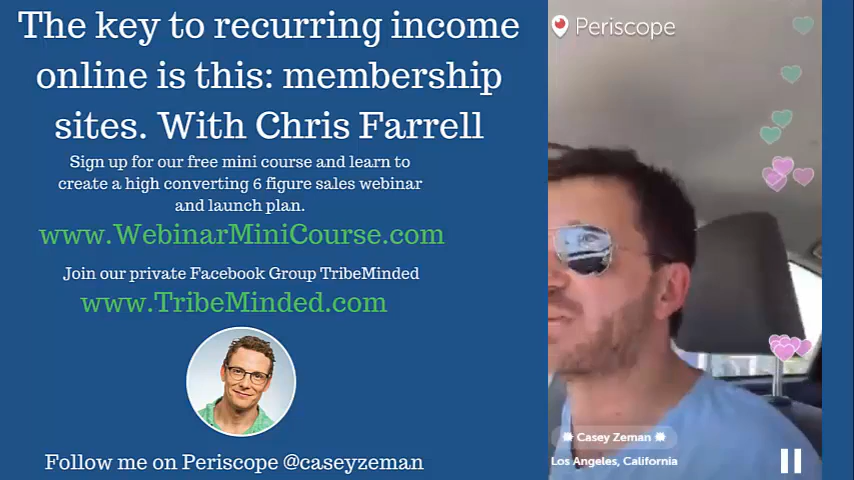 The key to recurring income
online is this: membership
sites. With Chris Farrell
Sign up for our free mini course and learn to
create a high converting 6 figure sales webinar
and launch plan.
www.WebinarMiniCourse.com
Join our private Facebook Group TribeMinded
www.TribeMinded.com
Follow me on Periscope @caseyzeman
Periscope
Casey Zeman
Los Angeles, California